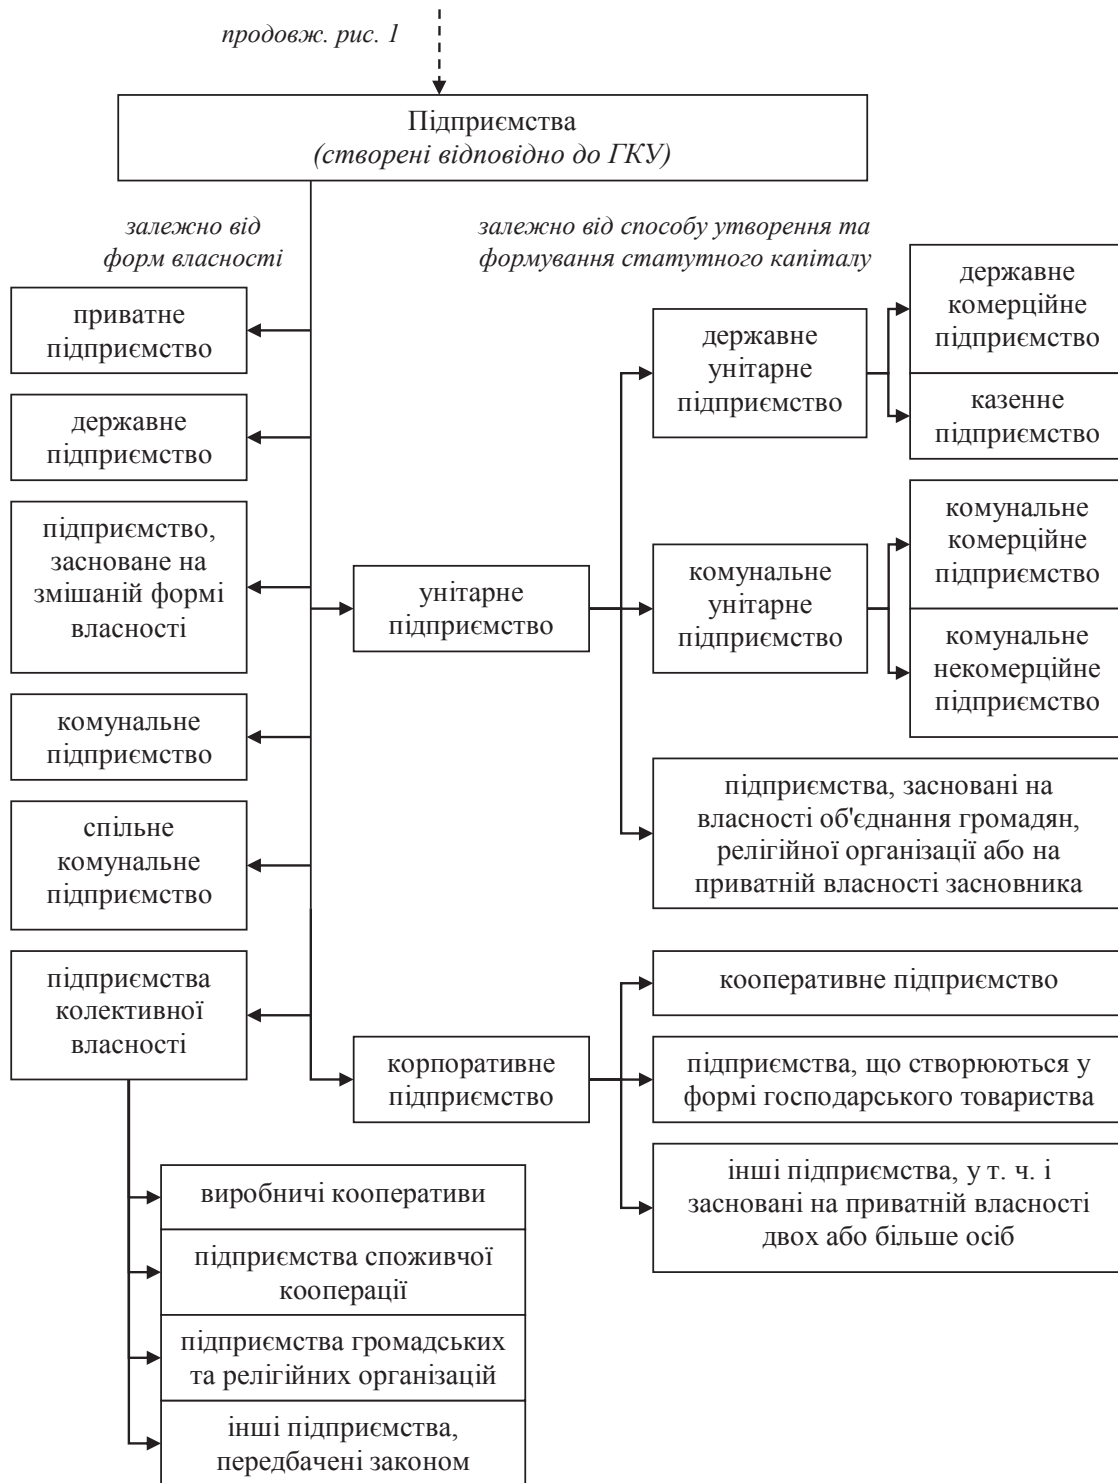 продовж. рис. 1
Підприємства
(створені відповідно до ГКУ)
залежно від
форм власності
приватне
підприємство
державне
підприємство
підприємство,
засноване на
змішаній формі
власності
комунальне
підприємство
спільне
комунальне
підприємство
підприємства
колективної
власності
виробничі кооперативи
підприємства споживчої
кооперації
підприємства громадських
та релігійних організацій
інші підприємства,
передбачені законом
залежно від способу утворення та
формування статутного капіталу
унітарне
підприємство
державне
унітарне
підприємство
державне
комерційне
підприємство
казенне
підприємство
комунальне
унітарне
підприємство
комунальне
комерційне
підприємство
комунальне
некомерційне
підприємство
підприємства, засновані на
власності об'єднання громадян,
релігійної організації або на
приватній власності засновника
корпоративне
підприємство
кооперативне підприємство
підприємства, що створюються у
формі господарського товариства
інші підприємства, у т. ч. і
засновані на приватній власності
двох або більше осіб